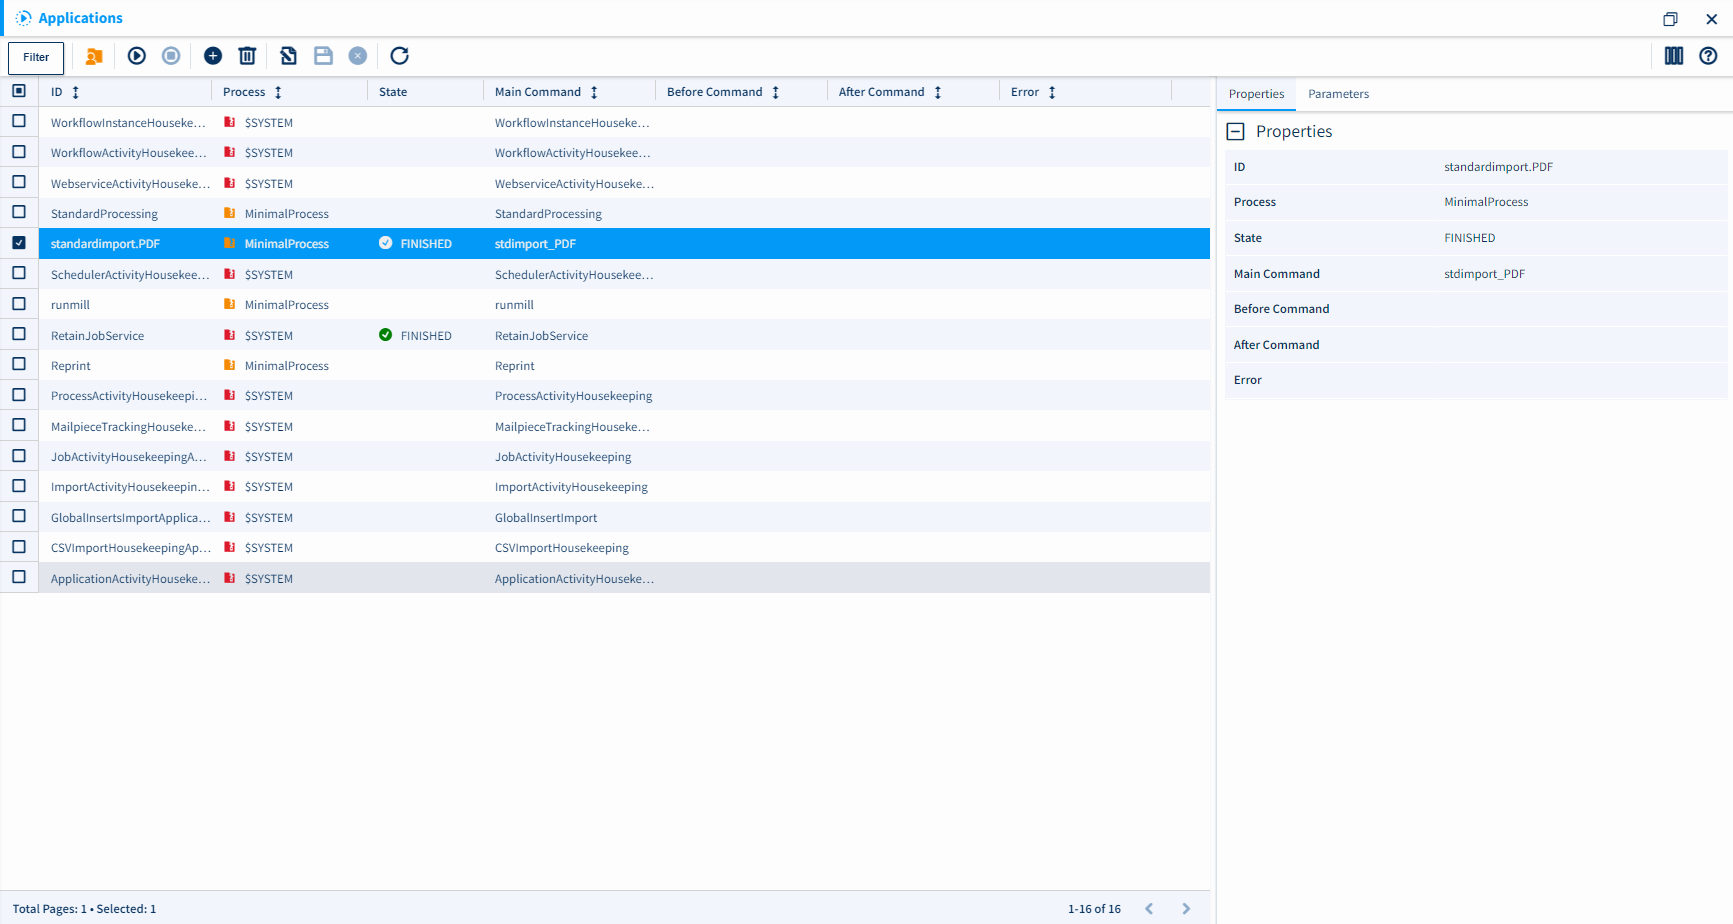 Applications
Filter
ID Process State Main Command Before Command After Command Error
WorkflowInstanceHouseke... $SYSTEM WorkflowInstanceHouseke...
WorkflowActivityHousekee... $SYSTEM WorkflowActivityHousekee...
WebserviceActivityHouseke... $SYSTEM WebserviceActivityHouseke...
StandardProcessing MinimalProcess StandardProcessing
standardimport.PDF MinimalProcess FINISHED stdimport_PDF
SchedulerActivityHousekee... $SYSTEM SchedulerActivityHousekee...
runmill MinimalProcess runmill
RetainJobService $SYSTEM FINISHED RetainJobService
Reprint MinimalProcess Reprint
ProcessActivityHousekeepi... $SYSTEM ProcessActivityHousekeeping
MailpieceTrackingHouseke... $SYSTEM MailpieceTrackingHouseke...
JobActivityHousekeepingA... $SYSTEM JobActivityHousekeeping
ImportActivityHousekeepin... $SYSTEM ImportActivityHousekeeping
GlobalInsertsImportApplica... $SYSTEM GlobalInsertImport
CSVImportHousekeepingAp... $SYSTEM CSVImportHousekeeping
ApplicationActivityHouseke... $SYSTEM ApplicationActivityHouseke...
Total Pages: 1 • Selected: 1 1-16 of 16
Properties Parameters
Properties
ID standardimport.PDF
Process MinimalProcess
State FINISHED
Main Command stdimport_PDF
Before Command
After Command
Error